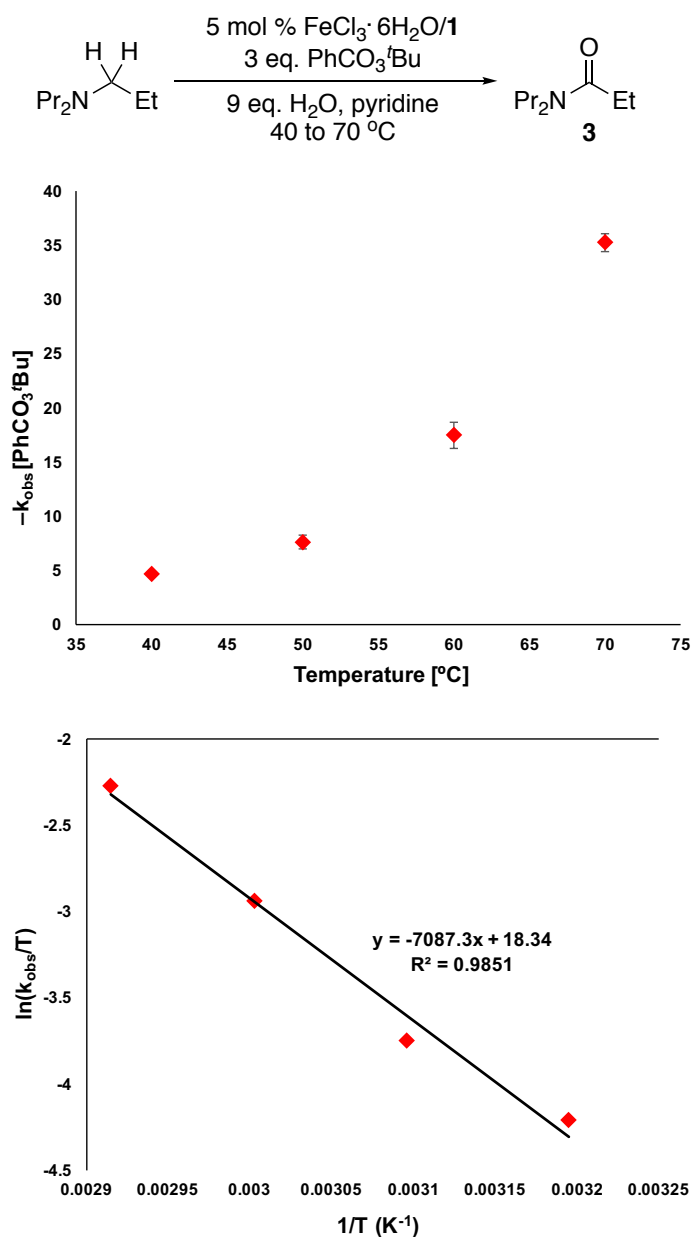 5 mol % FeCl3· 6H2O/1
3 eq. PhCO3tBu
9 eq. H2O, pyridine
40 to 70 oC
H H
Pr2N Et
O
Pr2N Et
3
–kobs [PhCO3tBu]
40
35
30
25
20
15
10
5
0
35 40 45 50 55 60 65 70 75
Temperature [ºC]
ln(kobs/T)
-2
-2.5
-3
-3.5
-4
-4.5
y = -7087.3x + 18.34
R² = 0.9851
0.0029 0.00295 0.003 0.00305 0.0031 0.00315 0.0032 0.00325
1/T (K-1)